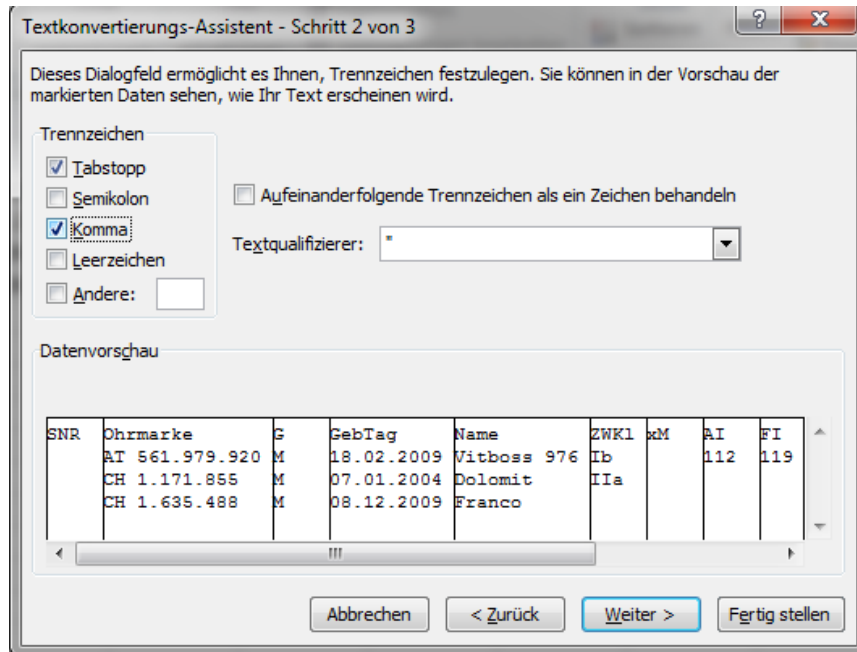 Textkonvertierungs-Assistent - Schritt 2 von 3
Dieses Dialogfeld ermöglicht es Ihnen, Trennzeichen festzulegen. Sie können in der Vorschau der
markierten Daten sehen, wie Ihr Text erscheinen wird.
Trennzeichen
Tabstopp
Semikolon
Komma
Leerzeichen
Andere:
Aufeinanderfolgende Trennzeichen als ein Zeichen behandeln
Textqualifizierer: "
Datenvorschau
SNR Ohrmarke G GebTag Name ZWKl xM AI FI
AT 561.979.920 M 18.02.2009 Vitboss 976 Ib 112 119
CH 1.171.855 M 07.01.2004 Dolomit IIa
CH 1.635.488 M 08.12.2009 Franco
Abbrechen < Zurück Weiter > Fertig stellen